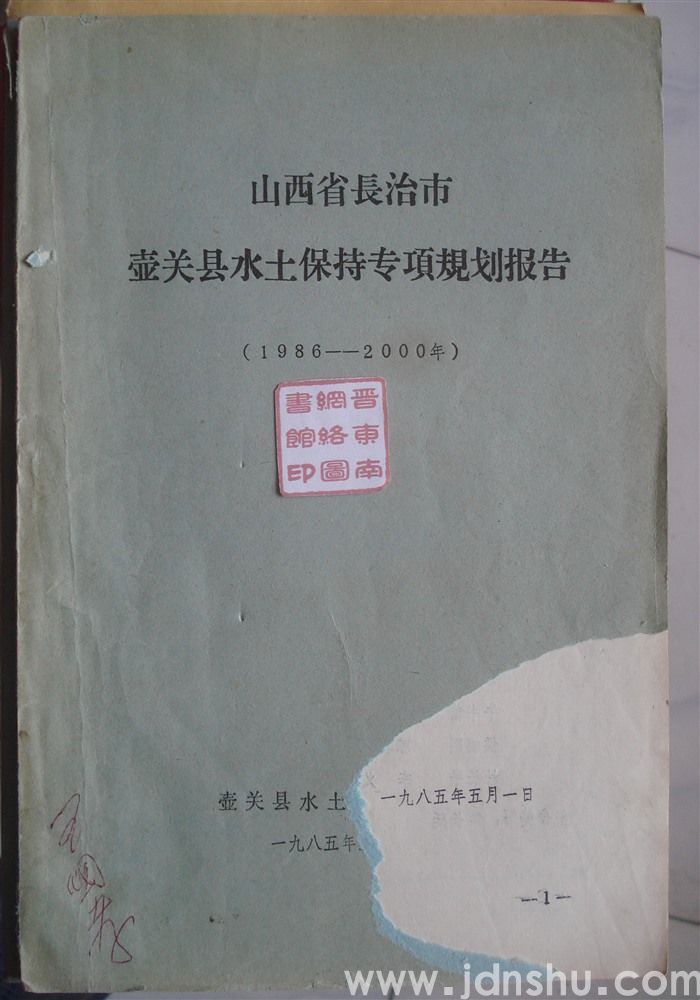 山西省長治市
壶关县水土保持专項規划报告
(1986——2000年)
晋東南
網絡圖
書館印
壶关县水土
一九八五年五月一日
一九八五年
—1—
www.jdnshu.com